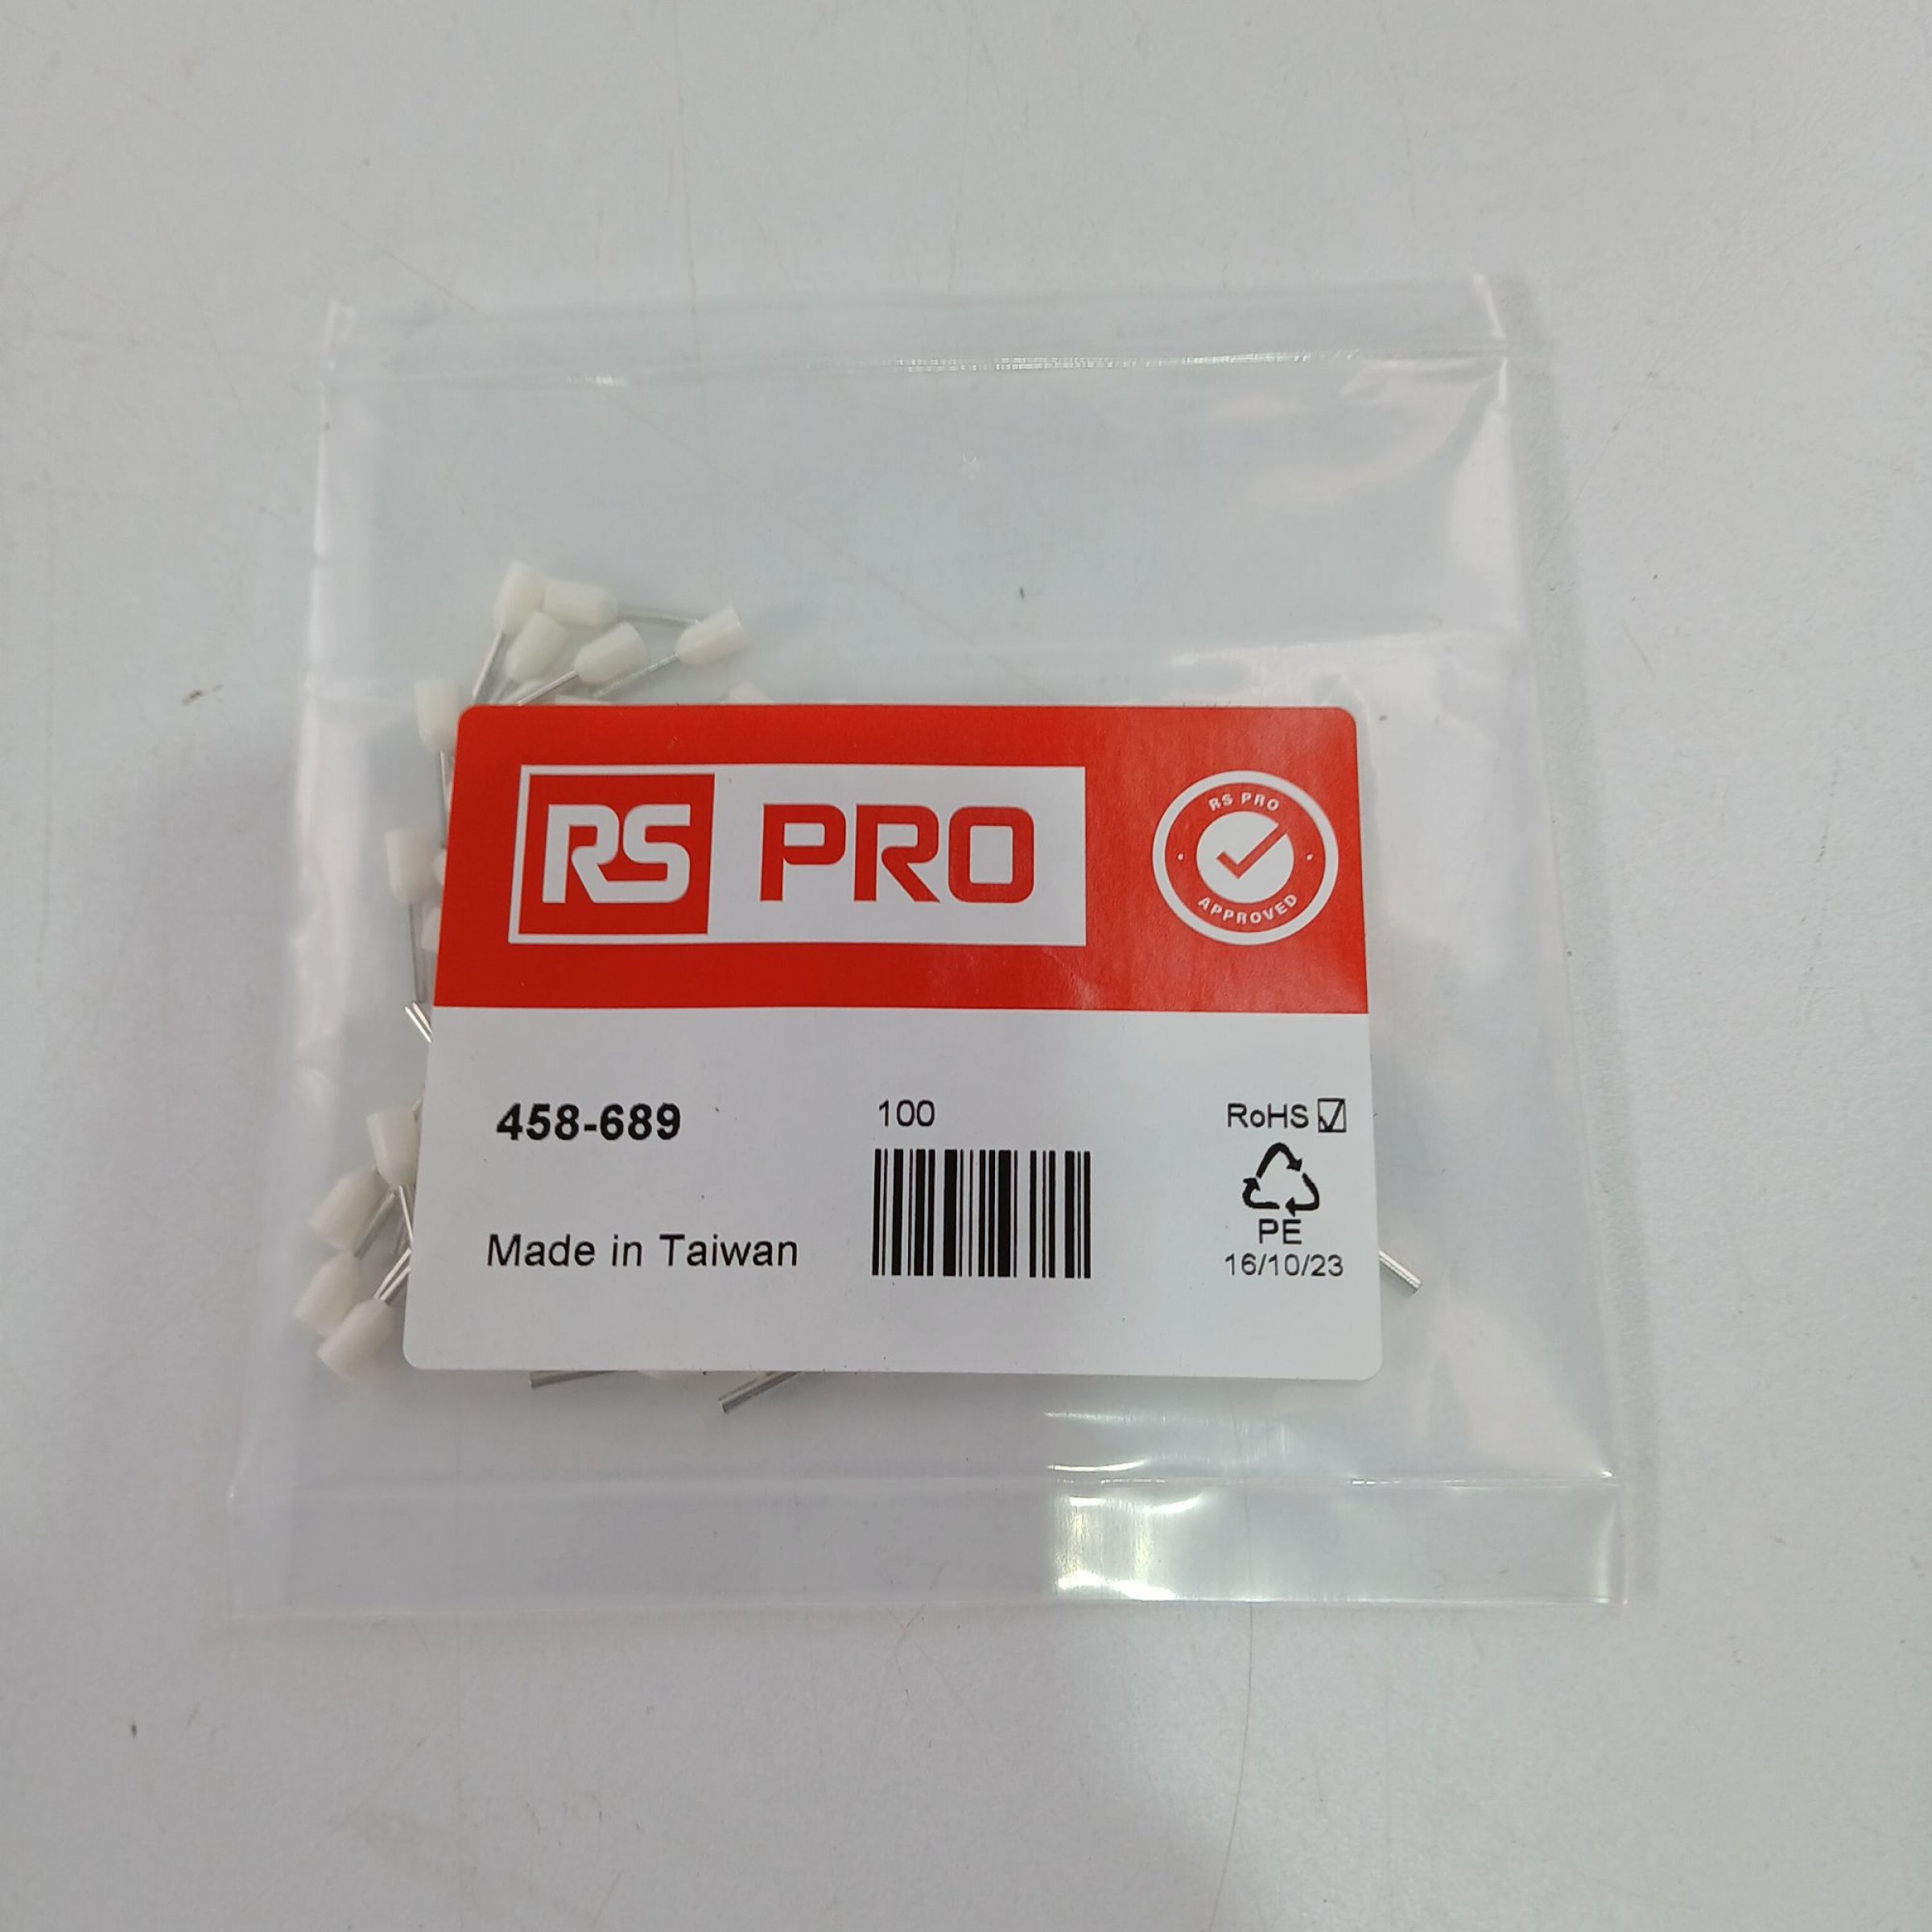 RS PRO
RS PRO
APPROVED
458-689
100
RoHS
Made in Taiwan
PE
16/10/23